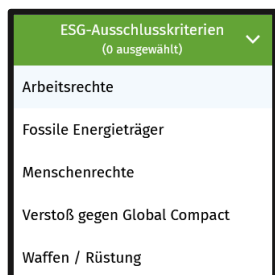 ESG-Ausschlusskriterien
(0 ausgewählt)
Arbeitsrechte
Fossile Energieträger
Menschenrechte
Verstoß gegen Global Compact
Waffen / Rüstung